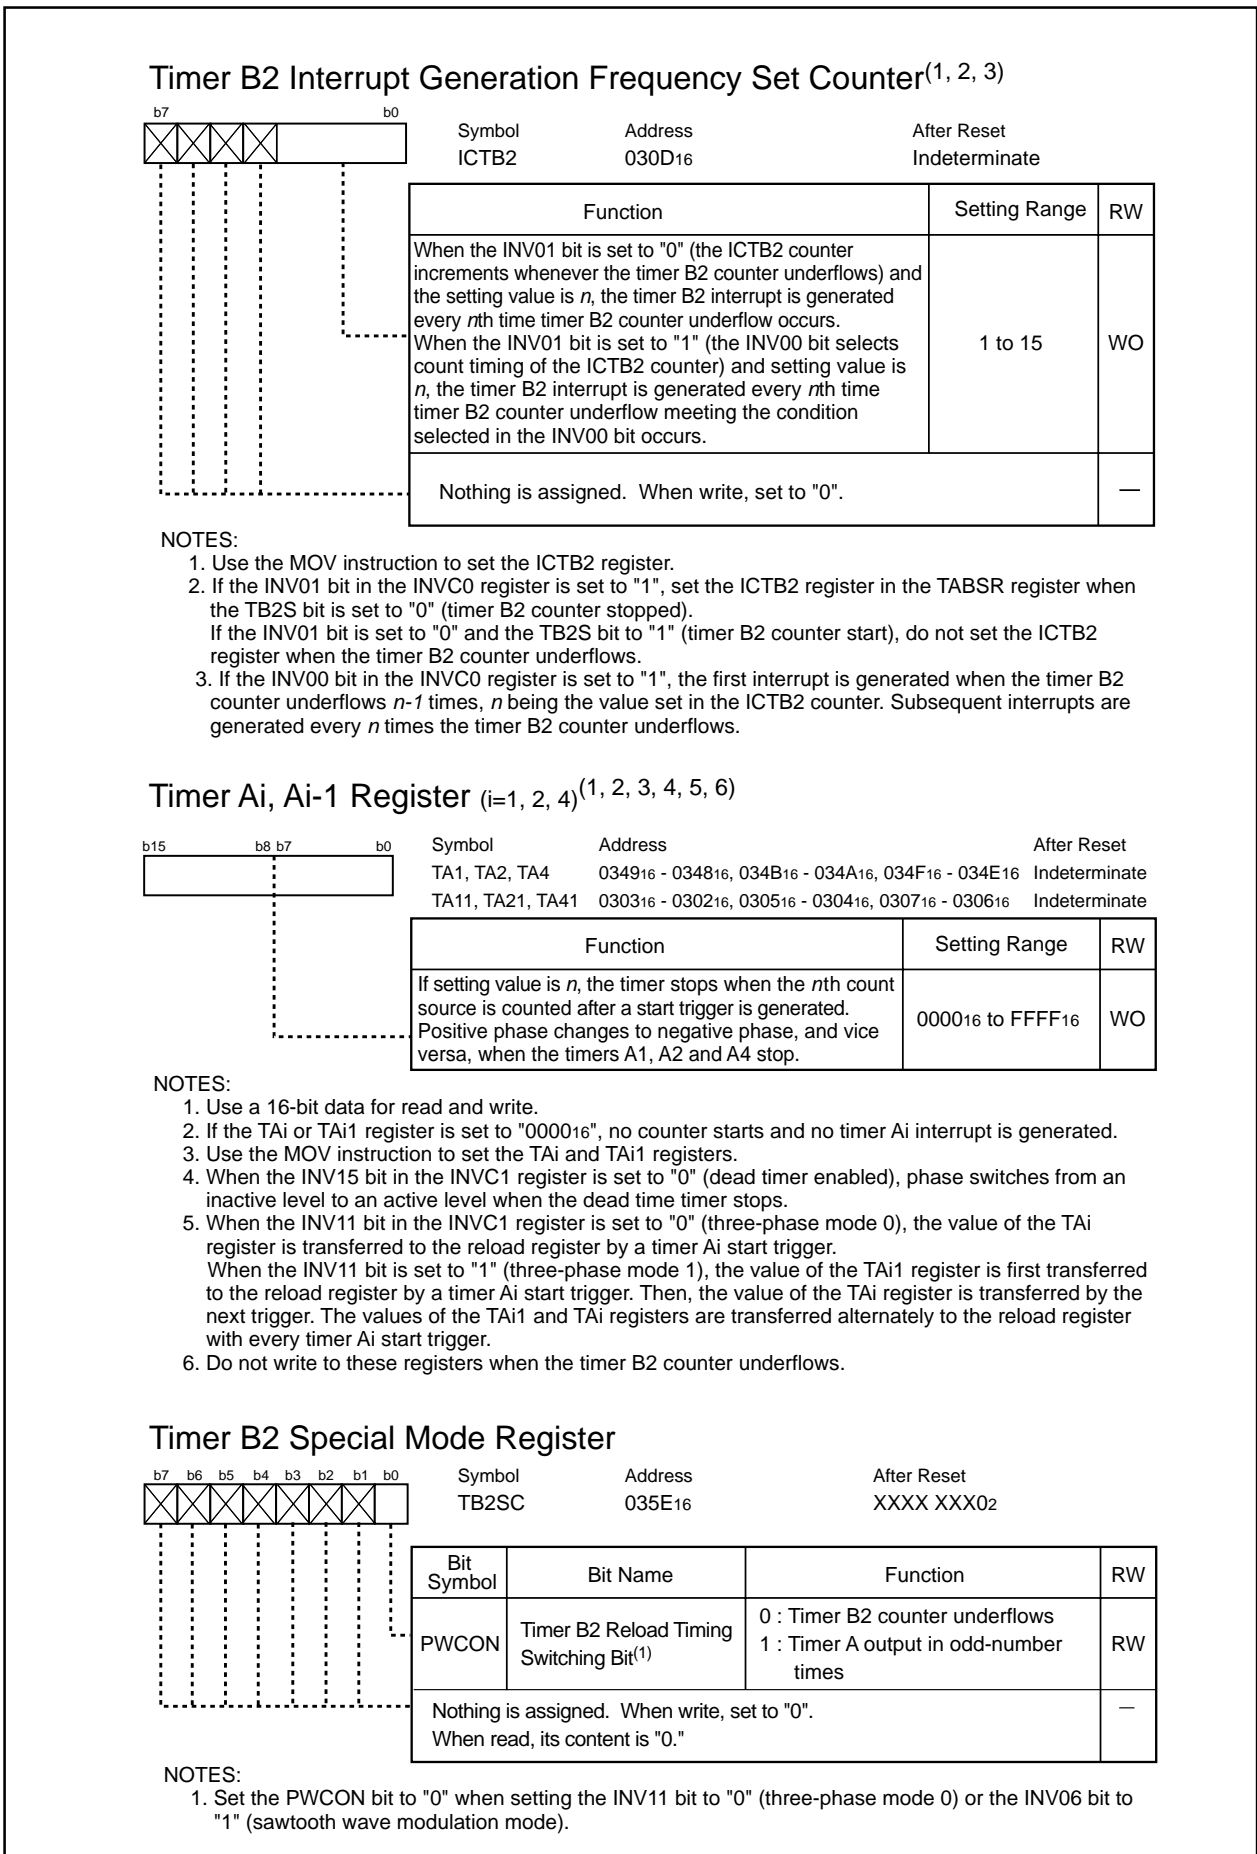 Timer B2 Interrupt Generation Frequency Set Counter(1, 2, 3)
b7 b0
Symbol Address After Reset
ICTB2 030D16 Indeterminate
Function Setting Range RW
When the INV01 bit is set to "0" (the ICTB2 counter
increments whenever the timer B2 counter underflows) and
the setting value is n, the timer B2 interrupt is generated
every nth time timer B2 counter underflow occurs.
When the INV01 bit is set to "1" (the INV00 bit selects
count timing of the ICTB2 counter) and setting value is
n, the timer B2 interrupt is generated every nth time
timer B2 counter underflow meeting the condition
selected in the INV00 bit occurs.
1 to 15 WO
Nothing is assigned. When write, set to "0". —
NOTES:
1. Use the MOV instruction to set the ICTB2 register.
2. If the INV01 bit in the INVC0 register is set to "1", set the ICTB2 register in the TABSR register when
the TB2S bit is set to "0" (timer B2 counter stopped).
If the INV01 bit is set to "0" and the TB2S bit to "1" (timer B2 counter start), do not set the ICTB2
register when the timer B2 counter underflows.
3. If the INV00 bit in the INVC0 register is set to "1", the first interrupt is generated when the timer B2
counter underflows n-1 times, n being the value set in the ICTB2 counter. Subsequent interrupts are
generated every n times the timer B2 counter underflows.
Timer Ai, Ai-1 Register (i=1, 2, 4)(1, 2, 3, 4, 5, 6)
b15 b8 b7 b0
Symbol Address After Reset
TA1, TA2, TA4 034916 - 034816, 034B16 - 034A16, 034F16 - 034E16 Indeterminate
TA11, TA21, TA41 030316 - 030216, 030516 - 030416, 030716 - 030616 Indeterminate
Function Setting Range RW
If setting value is n, the timer stops when the nth count
source is counted after a start trigger is generated.
Positive phase changes to negative phase, and vice
versa, when the timers A1, A2 and A4 stop.
000016 to FFFF16 WO
NOTES:
1. Use a 16-bit data for read and write.
2. If the TAi or TAi1 register is set to "000016", no counter starts and no timer Ai interrupt is generated.
3. Use the MOV instruction to set the TAi and TAi1 registers.
4. When the INV15 bit in the INVC1 register is set to "0" (dead timer enabled), phase switches from an
inactive level to an active level when the dead time timer stops.
5. When the INV11 bit in the INVC1 register is set to "0" (three-phase mode 0), the value of the TAi
register is transferred to the reload register by a timer Ai start trigger.
When the INV11 bit is set to "1" (three-phase mode 1), the value of the TAi1 register is first transferred
to the reload register by a timer Ai start trigger. Then, the value of the TAi register is transferred by the
next trigger. The values of the TAi1 and TAi registers are transferred alternately to the reload register
with every timer Ai start trigger.
6. Do not write to these registers when the timer B2 counter underflows.
Timer B2 Special Mode Register
b7 b6 b5 b4 b3 b2 b1 b0
Symbol Address After Reset
TB2SC 035E16 XXXX XXX02
Bit Symbol Bit Name Function RW
PWCON
Timer B2 Reload Timing
Switching Bit(1)
0 : Timer B2 counter underflows
1 : Timer A output in odd-number
times
RW
Nothing is assigned. When write, set to "0". —
When read, its content is "0."
NOTES:
1. Set the PWCON bit to "0" when setting the INV11 bit to "0" (three-phase mode 0) or the INV06 bit to
"1" (sawtooth wave modulation mode).